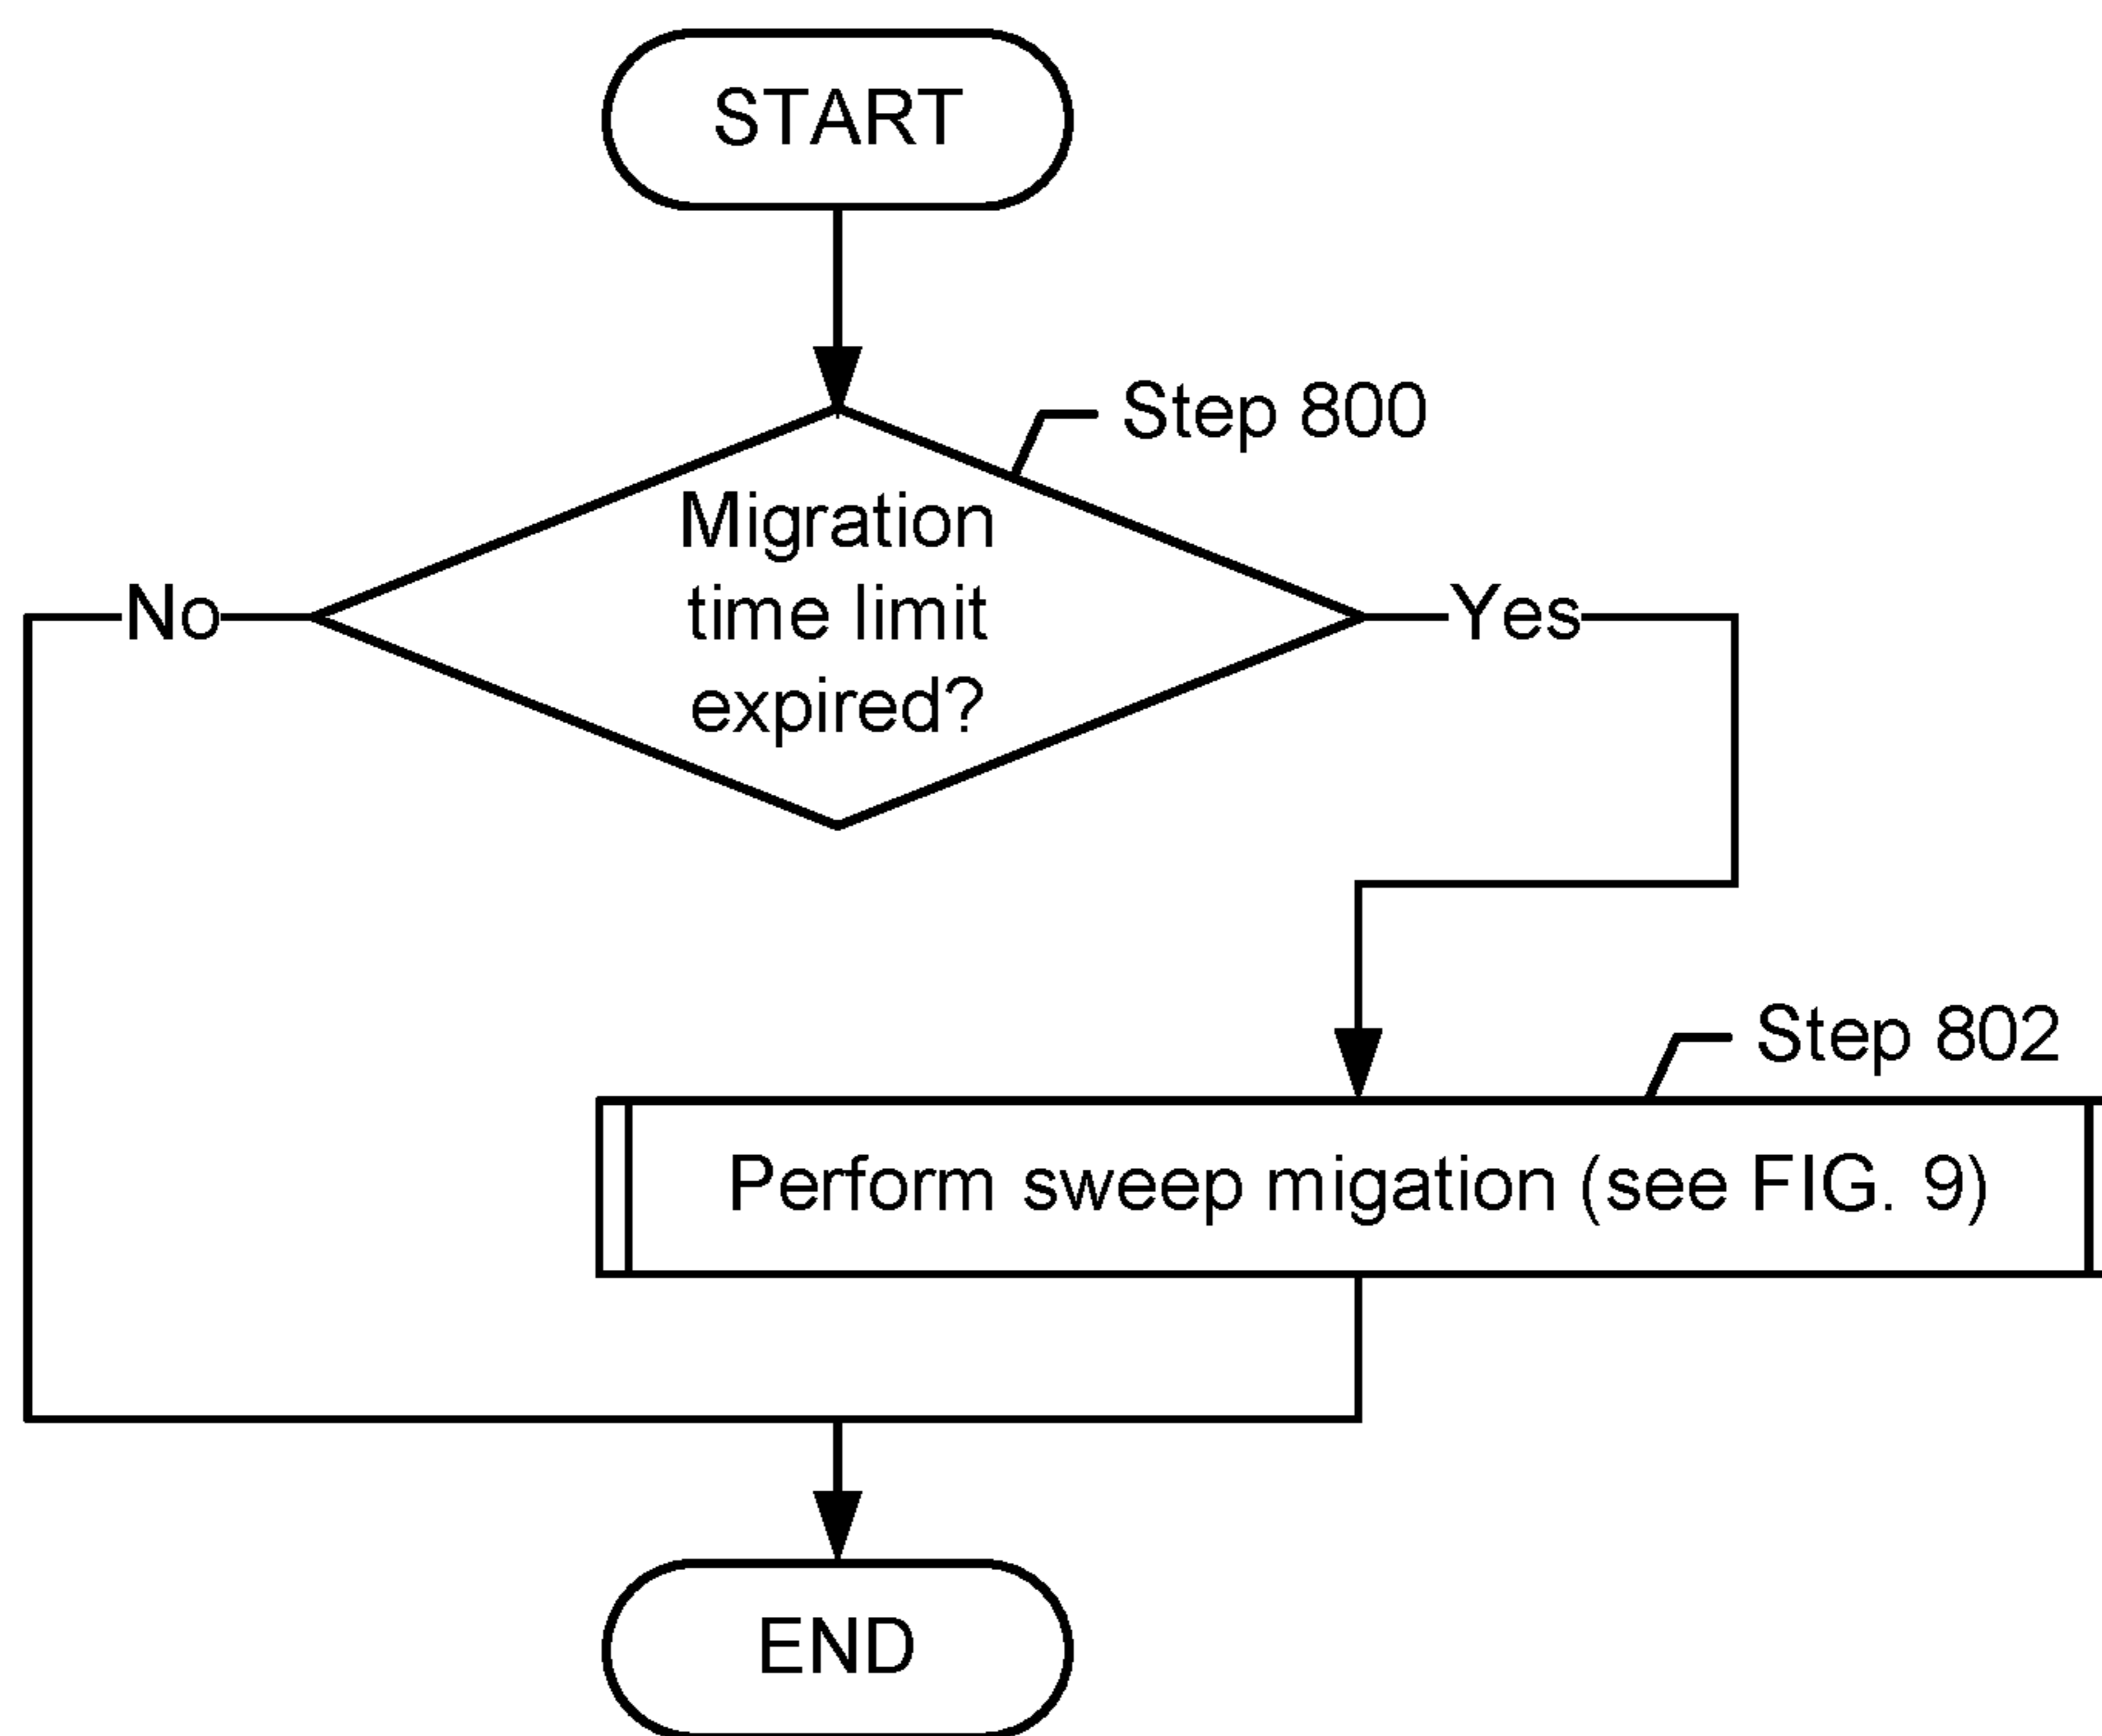 START
Step 800
Migration
time limit
expired?
No
Yes
Step 802
Perform sweep migation (see FIG. 9)
END